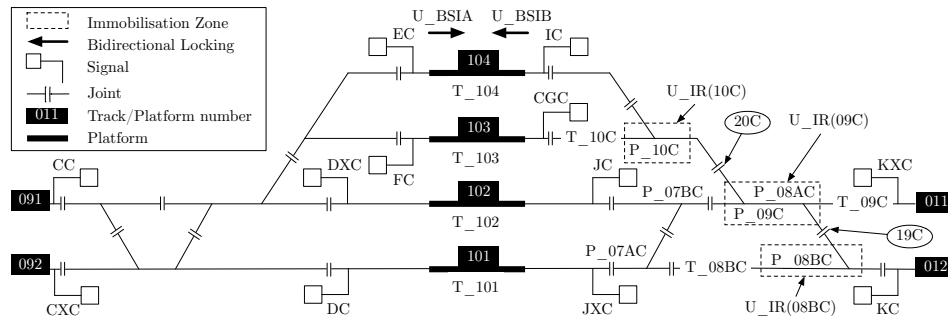 Immobilisation Zone
Bidirectional Locking
Signal
Joint
011 Track/Platform number
Platform
U_BSIA U_BSIB
EC IC
104
T_104
CGC
U_IR(10C)
103
T_10C
20C
U_IR(09C)
P_10C
T_103
FC
CC DXC JC KXC
091
102
P_07BC
P_08AC
P_09C
T_09C
011
T_102
19C
092
101
P_07AC
T_08BC
P_08BC
012
T_101
CXC DC JXC KC
U_IR(08BC)